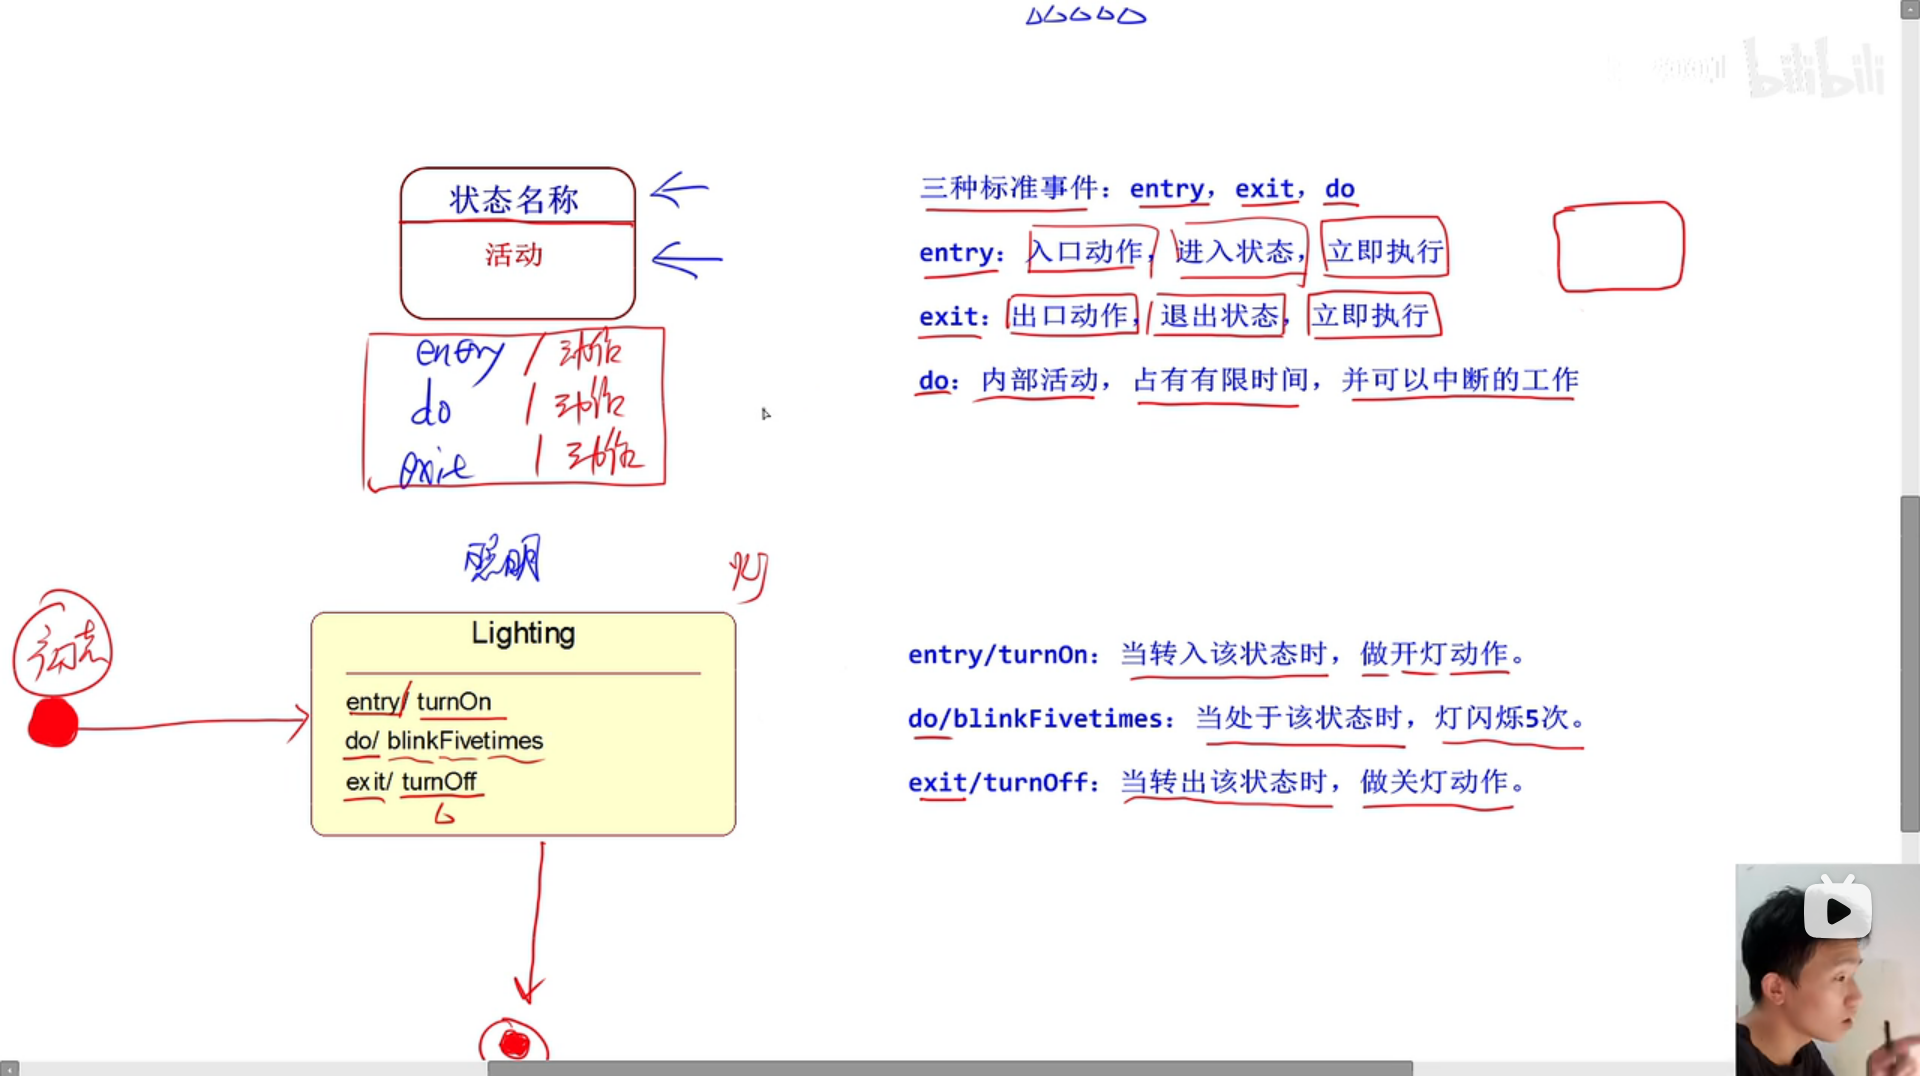 bilibili
状态名称
活动
entry / 动作
do / 动作
exit / 动作
三种标准事件：entry，exit，do
entry：入口动作，进入状态，立即执行
exit：出口动作，退出状态，立即执行
do：内部活动，占有有限时间，并可以中断的工作
照明
灯
Lighting
entry/ turnOn
do/ blinkFivetimes
exit/ turnOff
entry/turnOn：当转入该状态时，做开灯动作。
do/blinkFivetimes：当处于该状态时，灯闪烁5次。
exit/turnOff：当转出该状态时，做关灯动作。